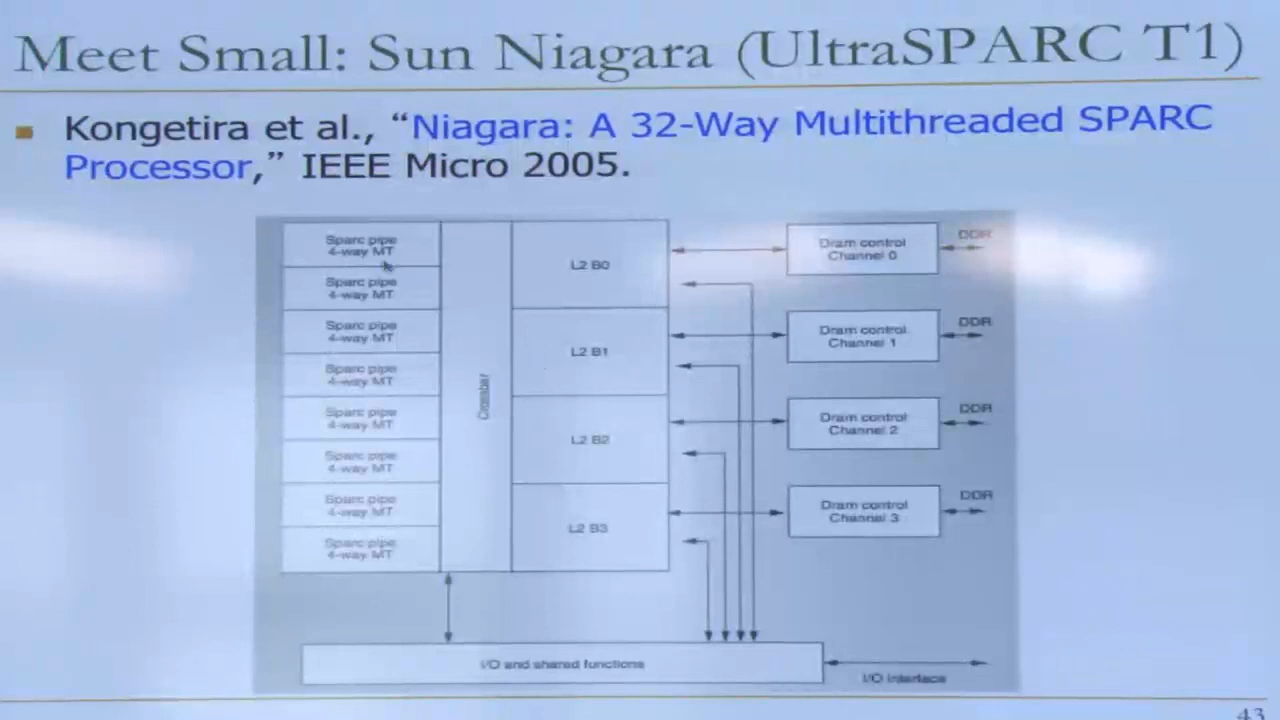 Meet Small: Sun Niagara (UltraSPARC T1)
Kongetira et al., “Niagara: A 32-Way Multithreaded SPARC
Processor,” IEEE Micro 2005.
Sparc pipe
4-way MT
Sparc pipe
4-way MT
Sparc pipe
4-way MT
Sparc pipe
4-way MT
Sparc pipe
4-way MT
Sparc pipe
4-way MT
Sparc pipe
4-way MT
Sparc pipe
4-way MT
Crossbar
L2 B0
L2 B1
L2 B2
L2 B3
Dram control
Channel 0
DDR
Dram control
Channel 1
DDR
Dram control
Channel 2
DDR
Dram control
Channel 3
DDR
I/O and shared functions
I/O interface
43